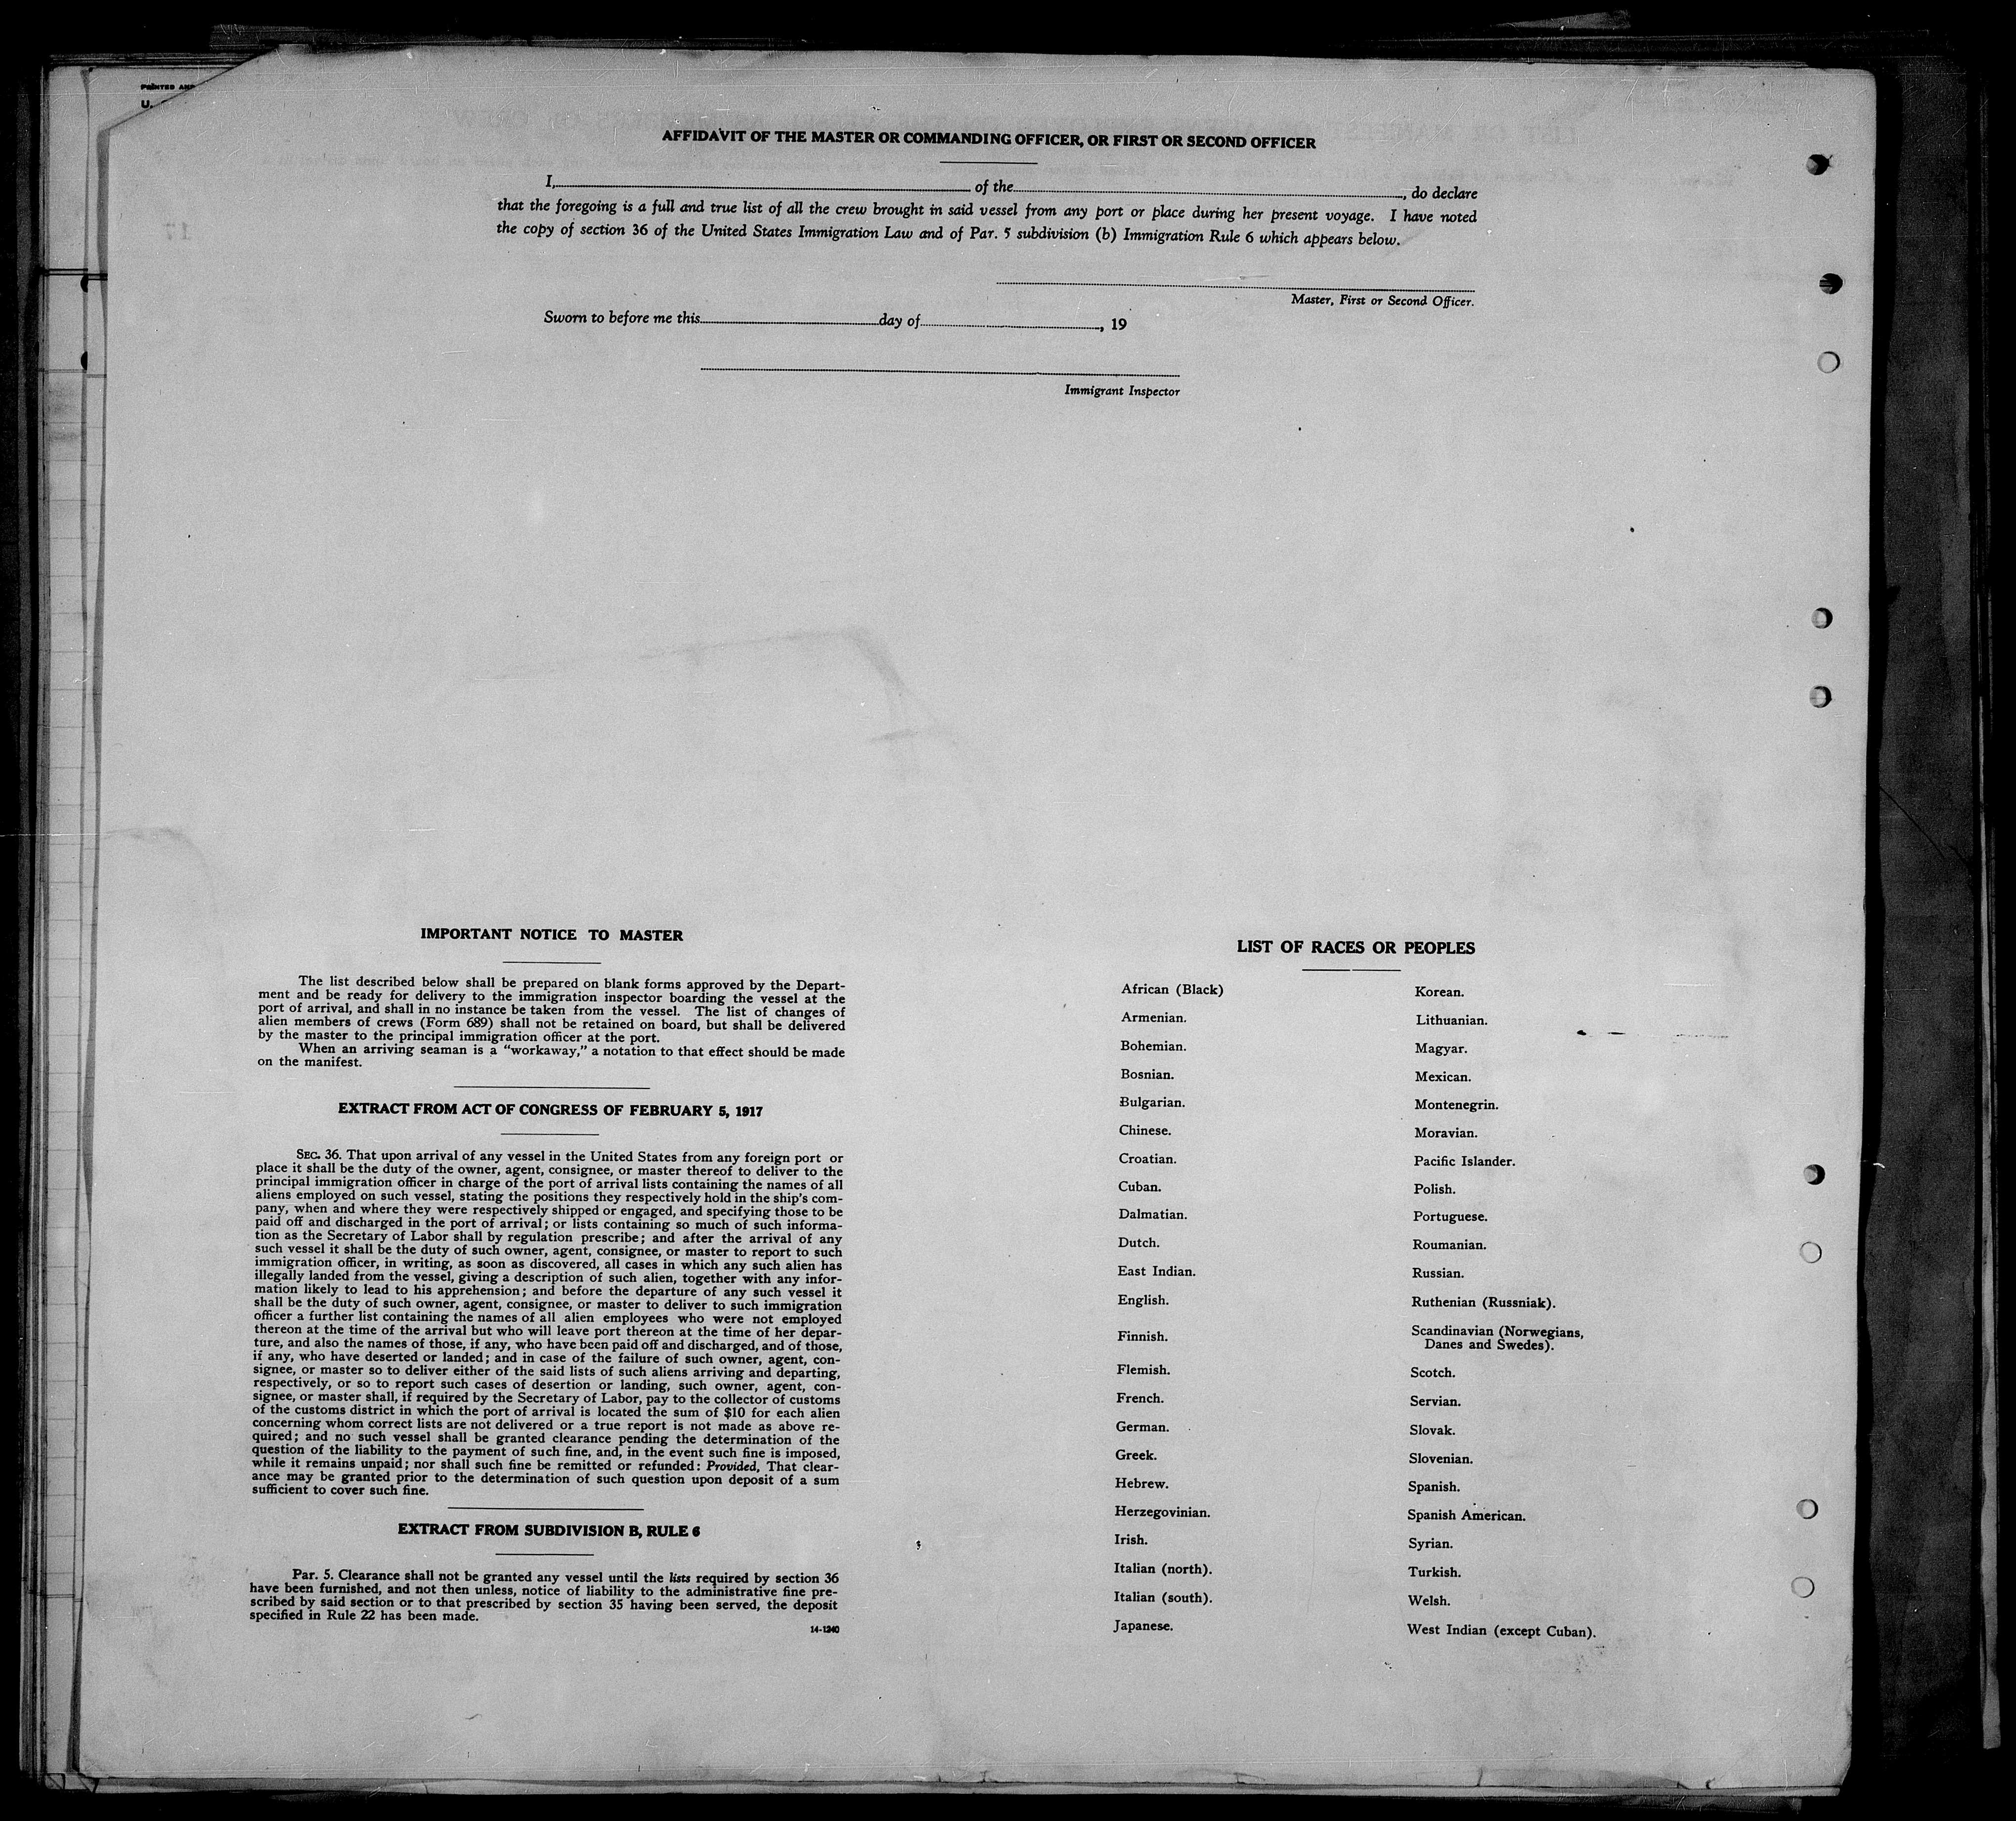 PRINTED AND
U.
AFFIDAVIT OF THE MASTER OR COMMANDING OFFICER, OR FIRST OR SECOND OFFICER
I, of the , do declare
that the foregoing is a full and true list of all the crew brought in said vessel from any port or place during her present voyage. I have noted
the copy of section 36 of the United States Immigration Law and of Par. 5 subdivision (b) Immigration Rule 6 which appears below.
Master, First or Second Officer.
Sworn to before me this day of , 19
Immigrant Inspector
IMPORTANT NOTICE TO MASTER
The list described below shall be prepared on blank forms approved by the Depart-
ment and be ready for delivery to the immigration inspector boarding the vessel at the
port of arrival, and shall in no instance be taken from the vessel. The list of changes of
alien members of crews (Form 689) shall not be retained on board, but shall be delivered
by the master to the principal immigration officer at the port.
When an arriving seaman is a "workaway," a notation to that effect should be made
on the manifest.
EXTRACT FROM ACT OF CONGRESS OF FEBRUARY 5, 1917
SEC. 36. That upon arrival of any vessel in the United States from any foreign port or
place it shall be the duty of the owner, agent, consignee, or master thereof to deliver to the
principal immigration officer in charge of the port of arrival lists containing the names of all
aliens employed on such vessel, stating the positions they respectively hold in the ship's com-
pany, when and where they were respectively shipped or engaged, and specifying those to be
paid off and discharged in the port of arrival; or lists containing so much of such informa-
tion as the Secretary of Labor shall by regulation prescribe; and after the arrival of any
such vessel it shall be the duty of such owner, agent, consignee, or master to report to such
immigration officer, in writing, as soon as discovered, all cases in which any such alien has
illegally landed from the vessel, giving a description of such alien, together with any infor-
mation likely to lead to his apprehension; and before the departure of any such vessel it
shall be the duty of such owner, agent, consignee, or master to deliver to such immigration
officer a further list containing the names of all alien employees who were not employed
thereon at the time of the arrival but who will leave port thereon at the time of her depar-
ture, and also the names of those, if any, who have been paid off and discharged, and of those,
if any, who have deserted or landed; and in case of the failure of such owner, agent, con-
signee, or master so to deliver either of the said lists of such aliens arriving and departing,
respectively, or so to report such cases of desertion or landing, such owner, agent, con-
signee, or master shall, if required by the Secretary of Labor, pay to the collector of customs
of the customs district in which the port of arrival is located the sum of $10 for each alien
concerning whom correct lists are not delivered or a true report is not made as above re-
quired; and no such vessel shall be granted clearance pending the determination of the
question of the liability to the payment of such fine, and, in the event such fine is imposed,
while it remains unpaid; nor shall such fine be remitted or refunded: Provided, That clear-
ance may be granted prior to the determination of such question upon deposit of a sum
sufficient to cover such fine.
EXTRACT FROM SUBDIVISION B, RULE 6
Par. 5. Clearance shall not be granted any vessel until the lists required by section 36
have been furnished, and not then unless, notice of liability to the administrative fine pre-
scribed by said section or to that prescribed by section 35 having been served, the deposit
specified in Rule 22 has been made.
14-1240
LIST OF RACES OR PEOPLES
African (Black)
Armenian.
Bohemian.
Bosnian.
Bulgarian.
Chinese.
Croatian.
Cuban.
Dalmatian.
Dutch.
East Indian.
English.
Finnish.
Flemish.
French.
German.
Greek.
Hebrew.
Herzegovinian.
Irish.
Italian (north).
Italian (south).
Japanese.
Korean.
Lithuanian.
Magyar.
Mexican.
Montenegrin.
Moravian.
Pacific Islander.
Polish.
Portuguese.
Roumanian.
Russian.
Ruthenian (Russniak).
Scandinavian (Norwegians,
Danes and Swedes).
Scotch.
Servian.
Slovak.
Slovenian.
Spanish.
Spanish American.
Syrian.
Turkish.
Welsh.
West Indian (except Cuban).